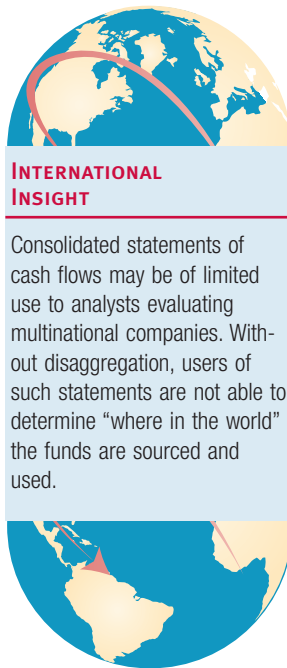 INTERNATIONAL
INSIGHT
Consolidated statements of
cash flows may be of limited
use to analysts evaluating
multinational companies. With-
out disaggregation, users of
such statements are not able to
determine “where in the world”
the funds are sourced and
used.